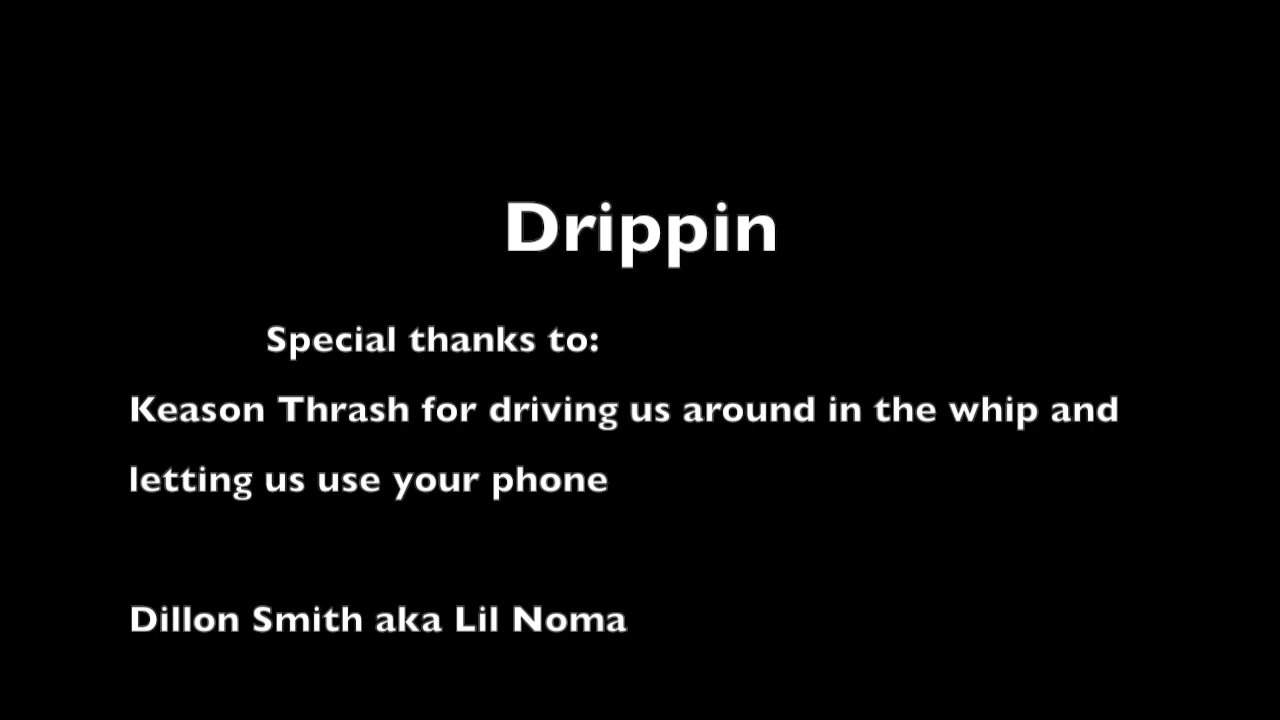 Drippin
Special thanks to:
Keason Thrash for driving us around in the whip and
letting us use your phone
Dillon Smith aka Lil Noma